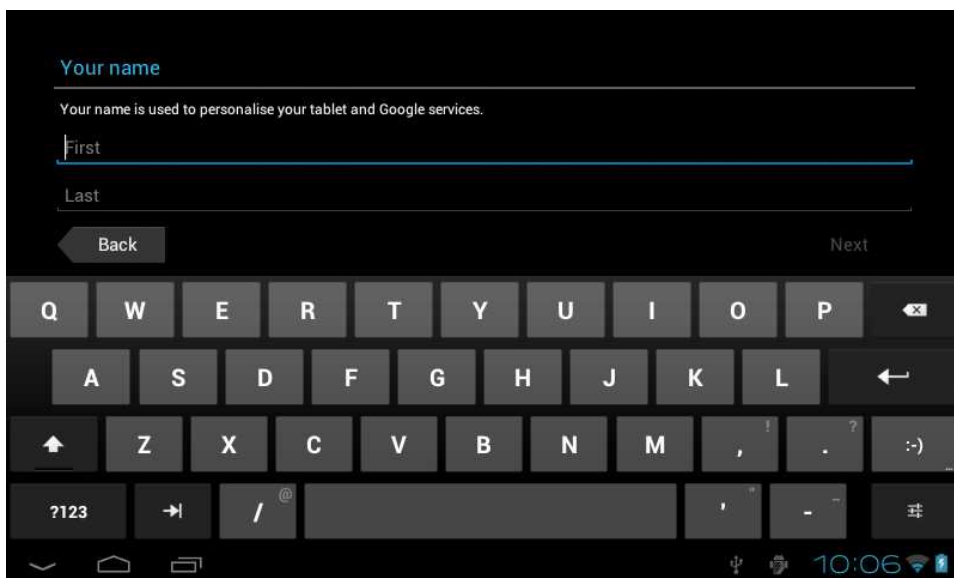 Your name
Your name is used to personalise your tablet and Google services.
First
Last
Back Next
Q W E R T Y U I O P
A S D F G H J K L
Z X C V B N M , ! . ? :-) ...
?123 / @ ' " - _
10:06